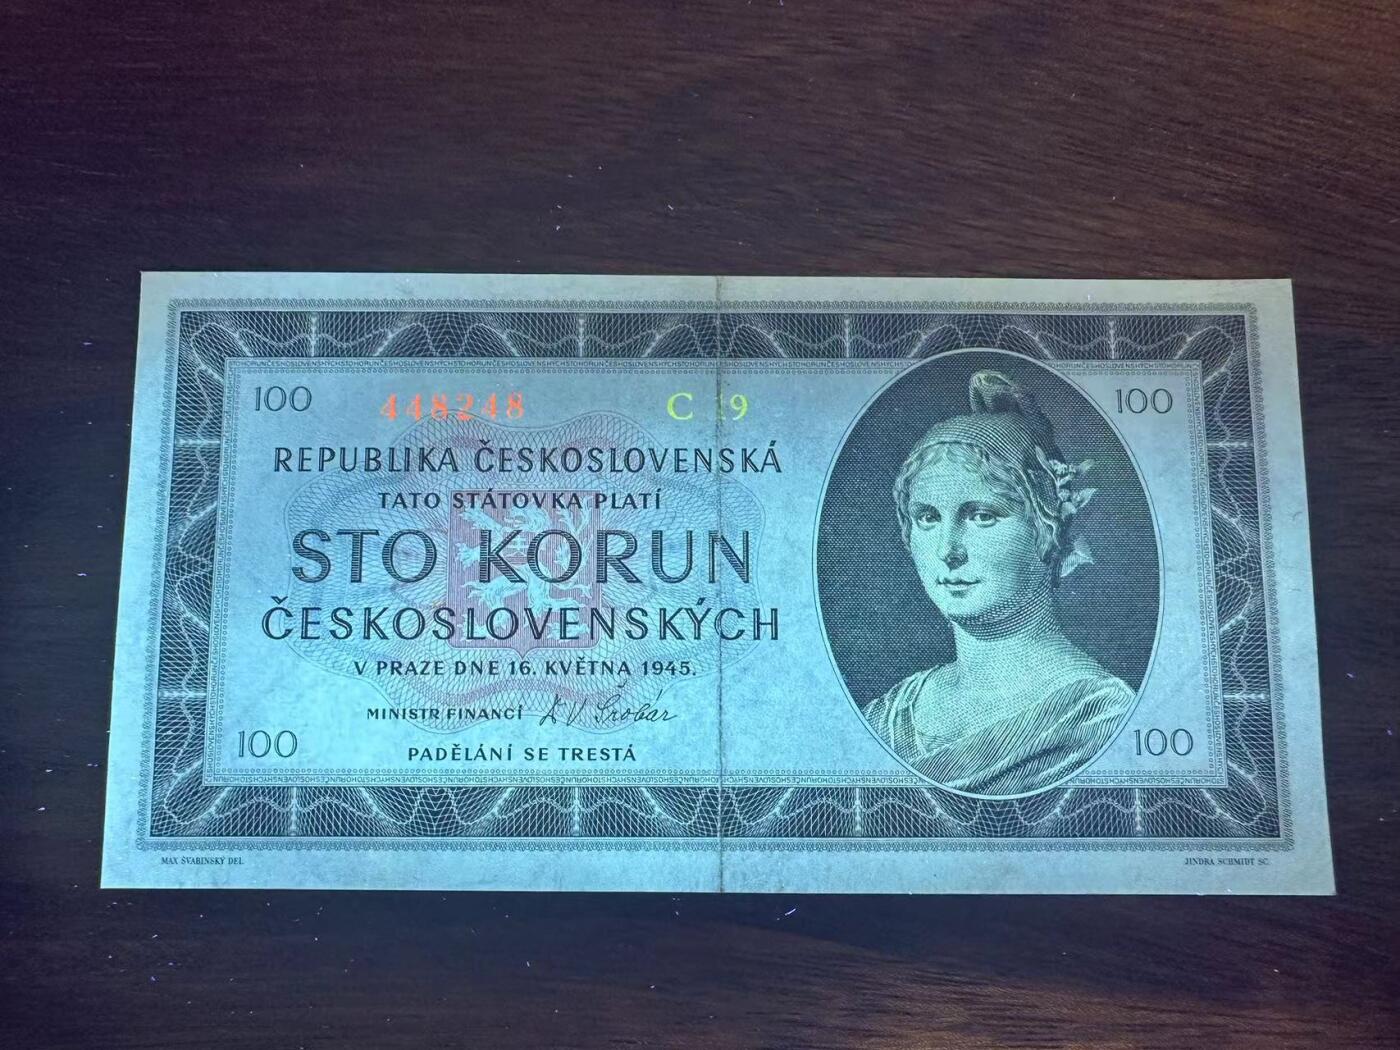 100
448248
C 19
100
REPUBLIKA ČESKOSLOVENSKÁ
TATO STÁTOVKA PLATÍ
STO KORUN
ČESKOSLOVENSKÝCH
V PRAZE DNE 16. KVĚTNA 1945.
MINISTR FINANCÍ
100
100
PADĚLÁNÍ SE TRESTÁ
MAX ŠVABINSKÝ DEL.
JINDRA SCHMIDT SC.